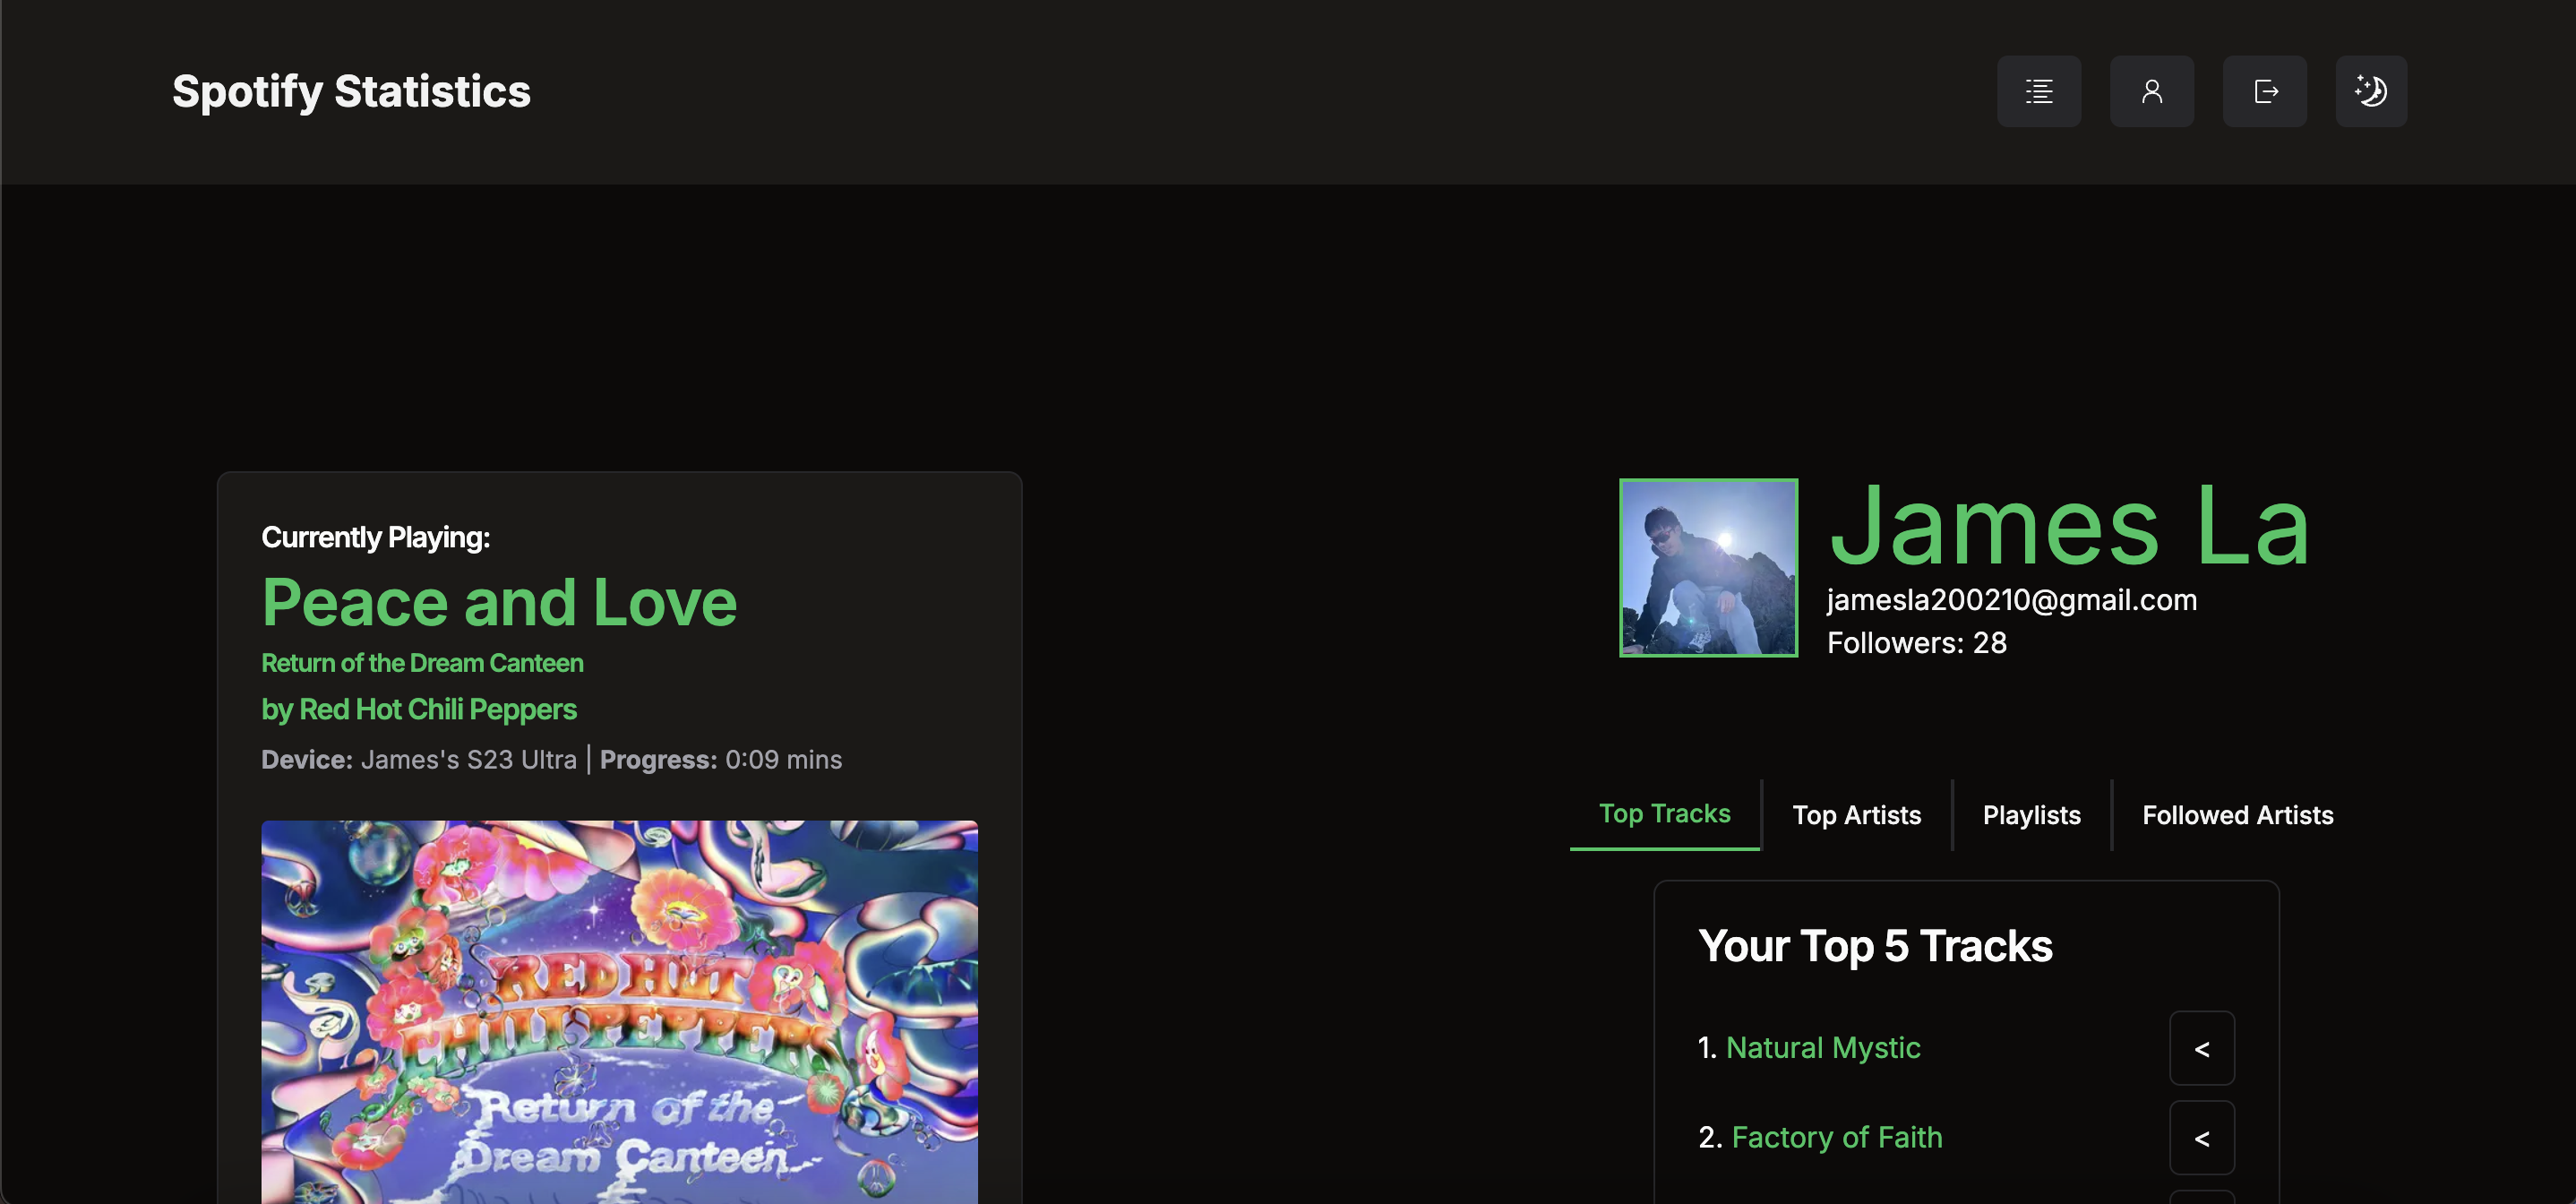 Spotify Statistics
Currently Playing:
Peace and Love
Return of the Dream Canteen
by Red Hot Chili Peppers
Device: James's S23 Ultra | Progress: 0:09 mins
RED HOT
CHILI PEPPERS
Return of the
Dream Canteen
James La
jamesla200210@gmail.com
Followers: 28
Top Tracks
Top Artists
Playlists
Followed Artists
Your Top 5 Tracks
1. Natural Mystic
<
2. Factory of Faith
<